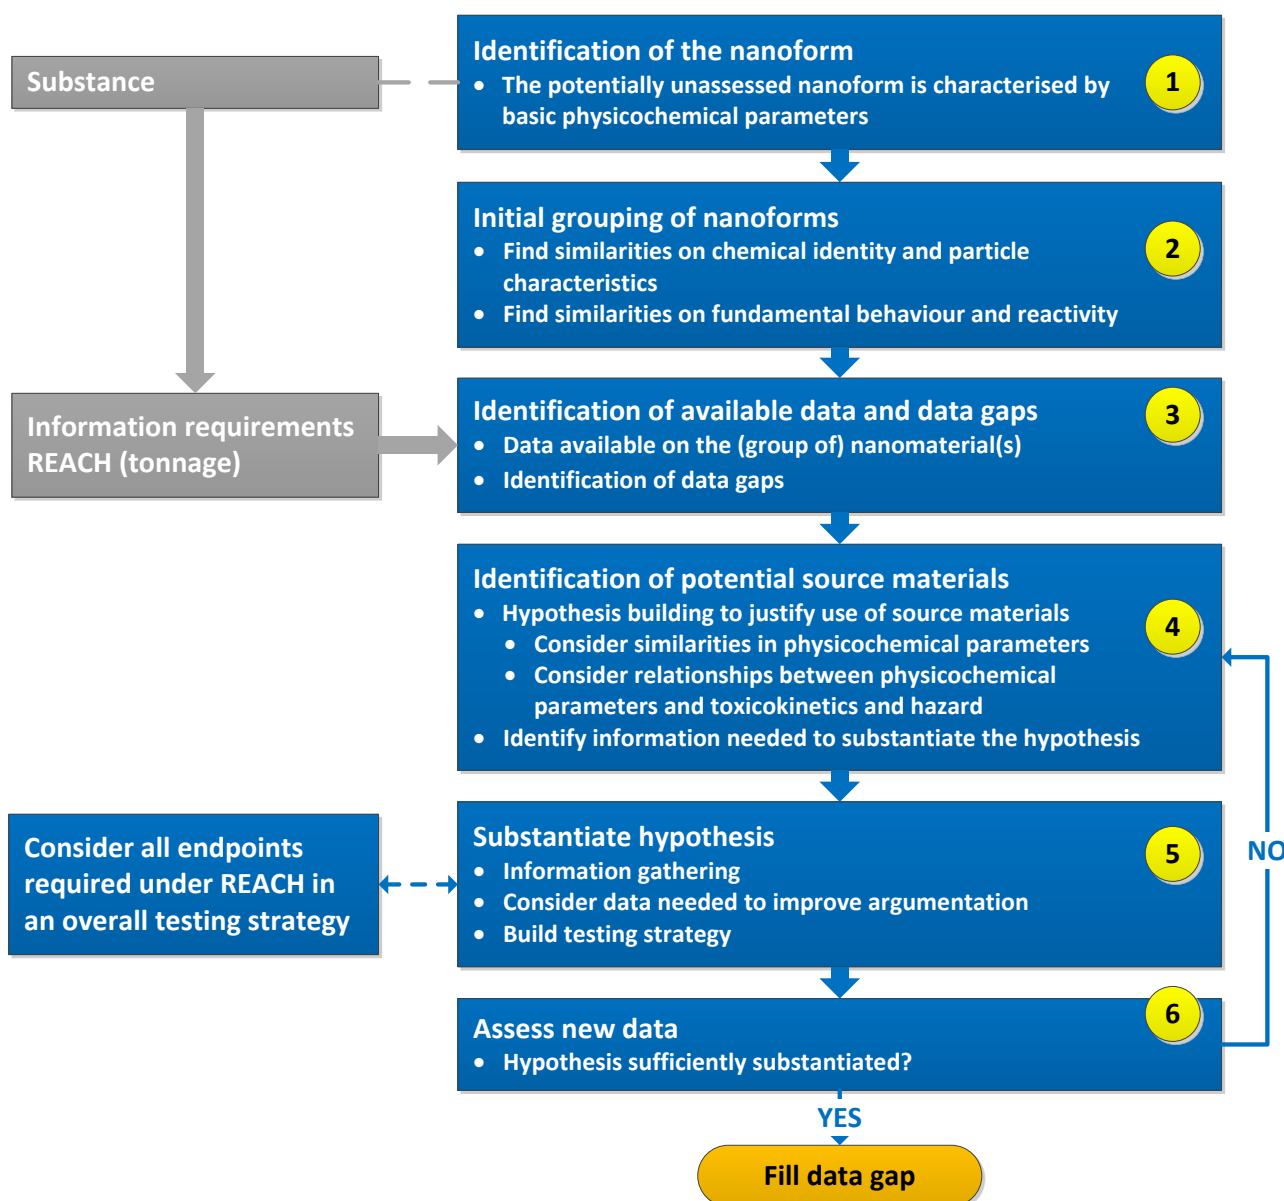 Substance
Identification of the nanoform
• The potentially unassessed nanoform is characterised by
basic physicochemical parameters
1
Initial grouping of nanoforms
• Find similarities on chemical identity and particle
characteristics
• Find similarities on fundamental behaviour and reactivity
2
Information requirements
REACH (tonnage)
Identification of available data and data gaps
• Data available on the (group of) nanomaterial(s)
• Identification of data gaps
3
Identification of potential source materials
• Hypothesis building to justify use of source materials
• Consider similarities in physicochemical parameters
• Consider relationships between physicochemical
parameters and toxicokinetics and hazard
• Identify information needed to substantiate the hypothesis
4
Consider all endpoints
required under REACH in
an overall testing strategy
Substantiate hypothesis
• Information gathering
• Consider data needed to improve argumentation
• Build testing strategy
5
NO
Assess new data
• Hypothesis sufficiently substantiated?
6
YES
Fill data gap